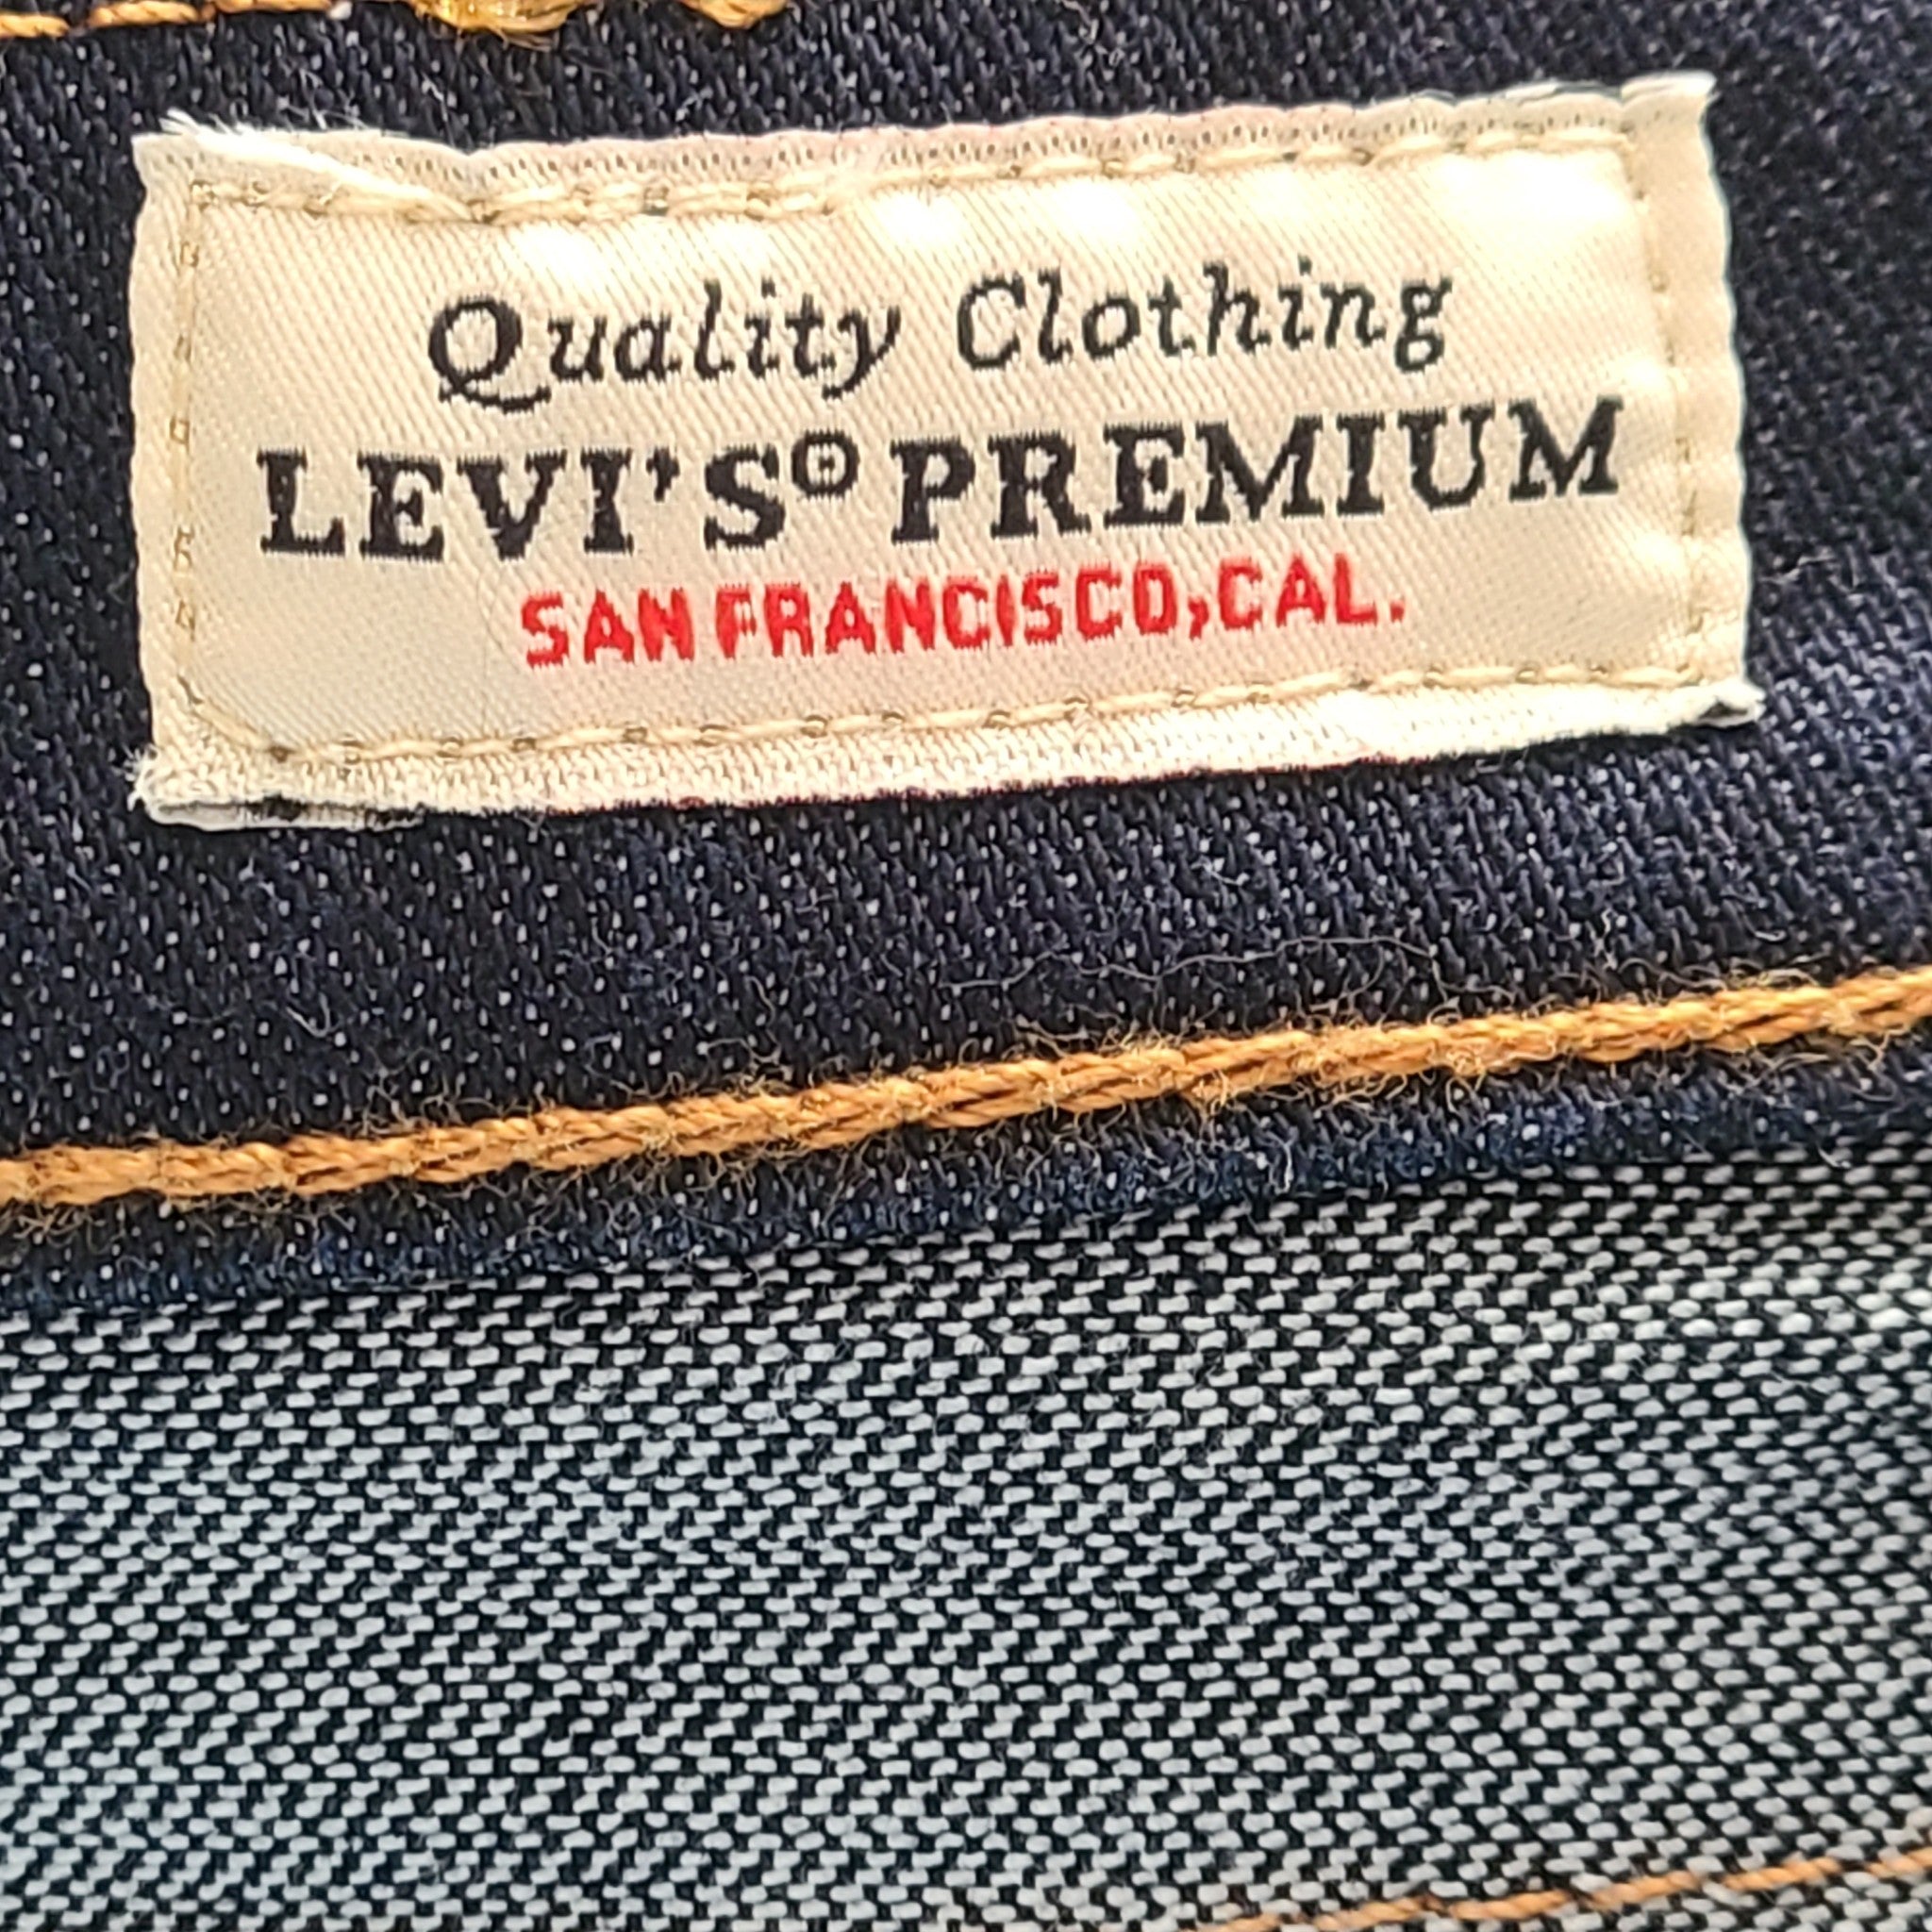 Quality Clothing
LEVI'S® PREMIUM
SAN FRANCISCO, CAL.